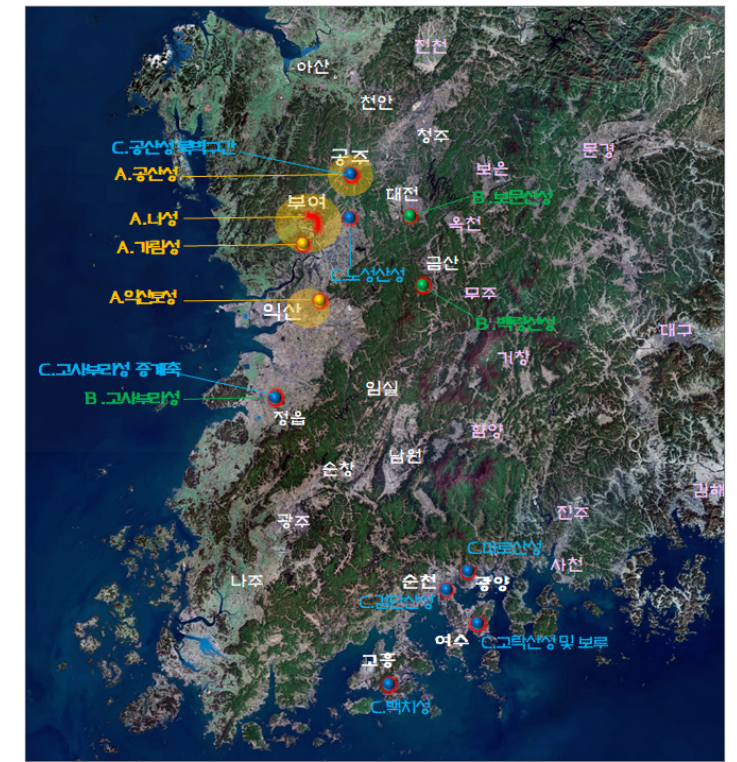 진천
아산
천안
청주
C.공산성 북벽구간
공주
문경
A.공산성
보은
대전
B .보문산성
부여
A.나성
옥천
A.가림성
C.노성산성
금산
무주
A.익산토성
익산
B .백령산성
대구
거창
C.고사부리성 중개축
임실
B .고사부리성
정읍
함양
남원
순창
김해
진주
광주
C.마로산성
사천
나주
순천
광양
C.검단산성
여수
C.고락산성 및 보루
고흥
C.백치성